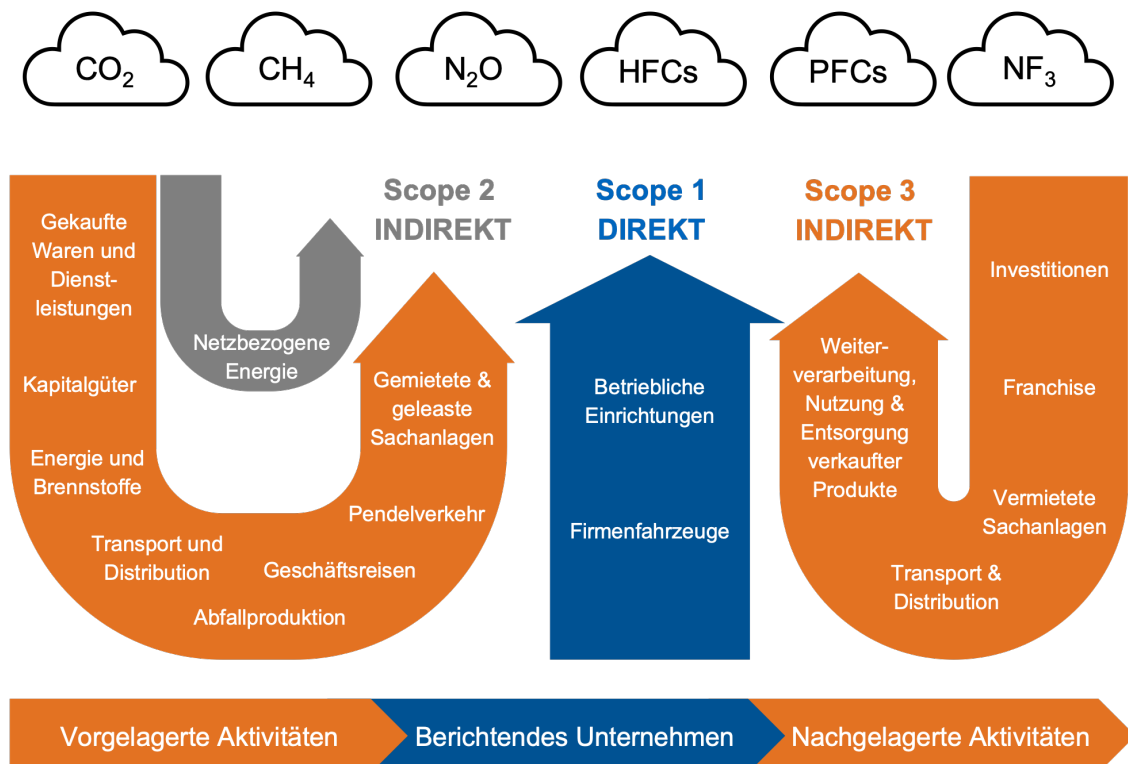 CO₂
CH₄
N₂O
HFCs
PFCs
NF₃
Gekaufte
Waren und
Dienst-
leistungen
Kapitalgüter
Energie und
Brennstoffe
Transport und
Distribution
Abfallproduktion
Geschäftsreisen
Pendelverkehr
Gemietete &
geleaste
Sachanlagen
Netzbezogene
Energie
Scope 2
INDIREKT
Scope 1
DIREKT
Betriebliche
Einrichtungen
Firmenfahrzeuge
Scope 3
INDIREKT
Weiter-
verarbeitung,
Nutzung &
Entsorgung
verkaufter
Produkte
Transport &
Distribution
Vermietete
Sachanlagen
Franchise
Investitionen
Vorgelagerte Aktivitäten
Berichtendes Unternehmen
Nachgelagerte Aktivitäten